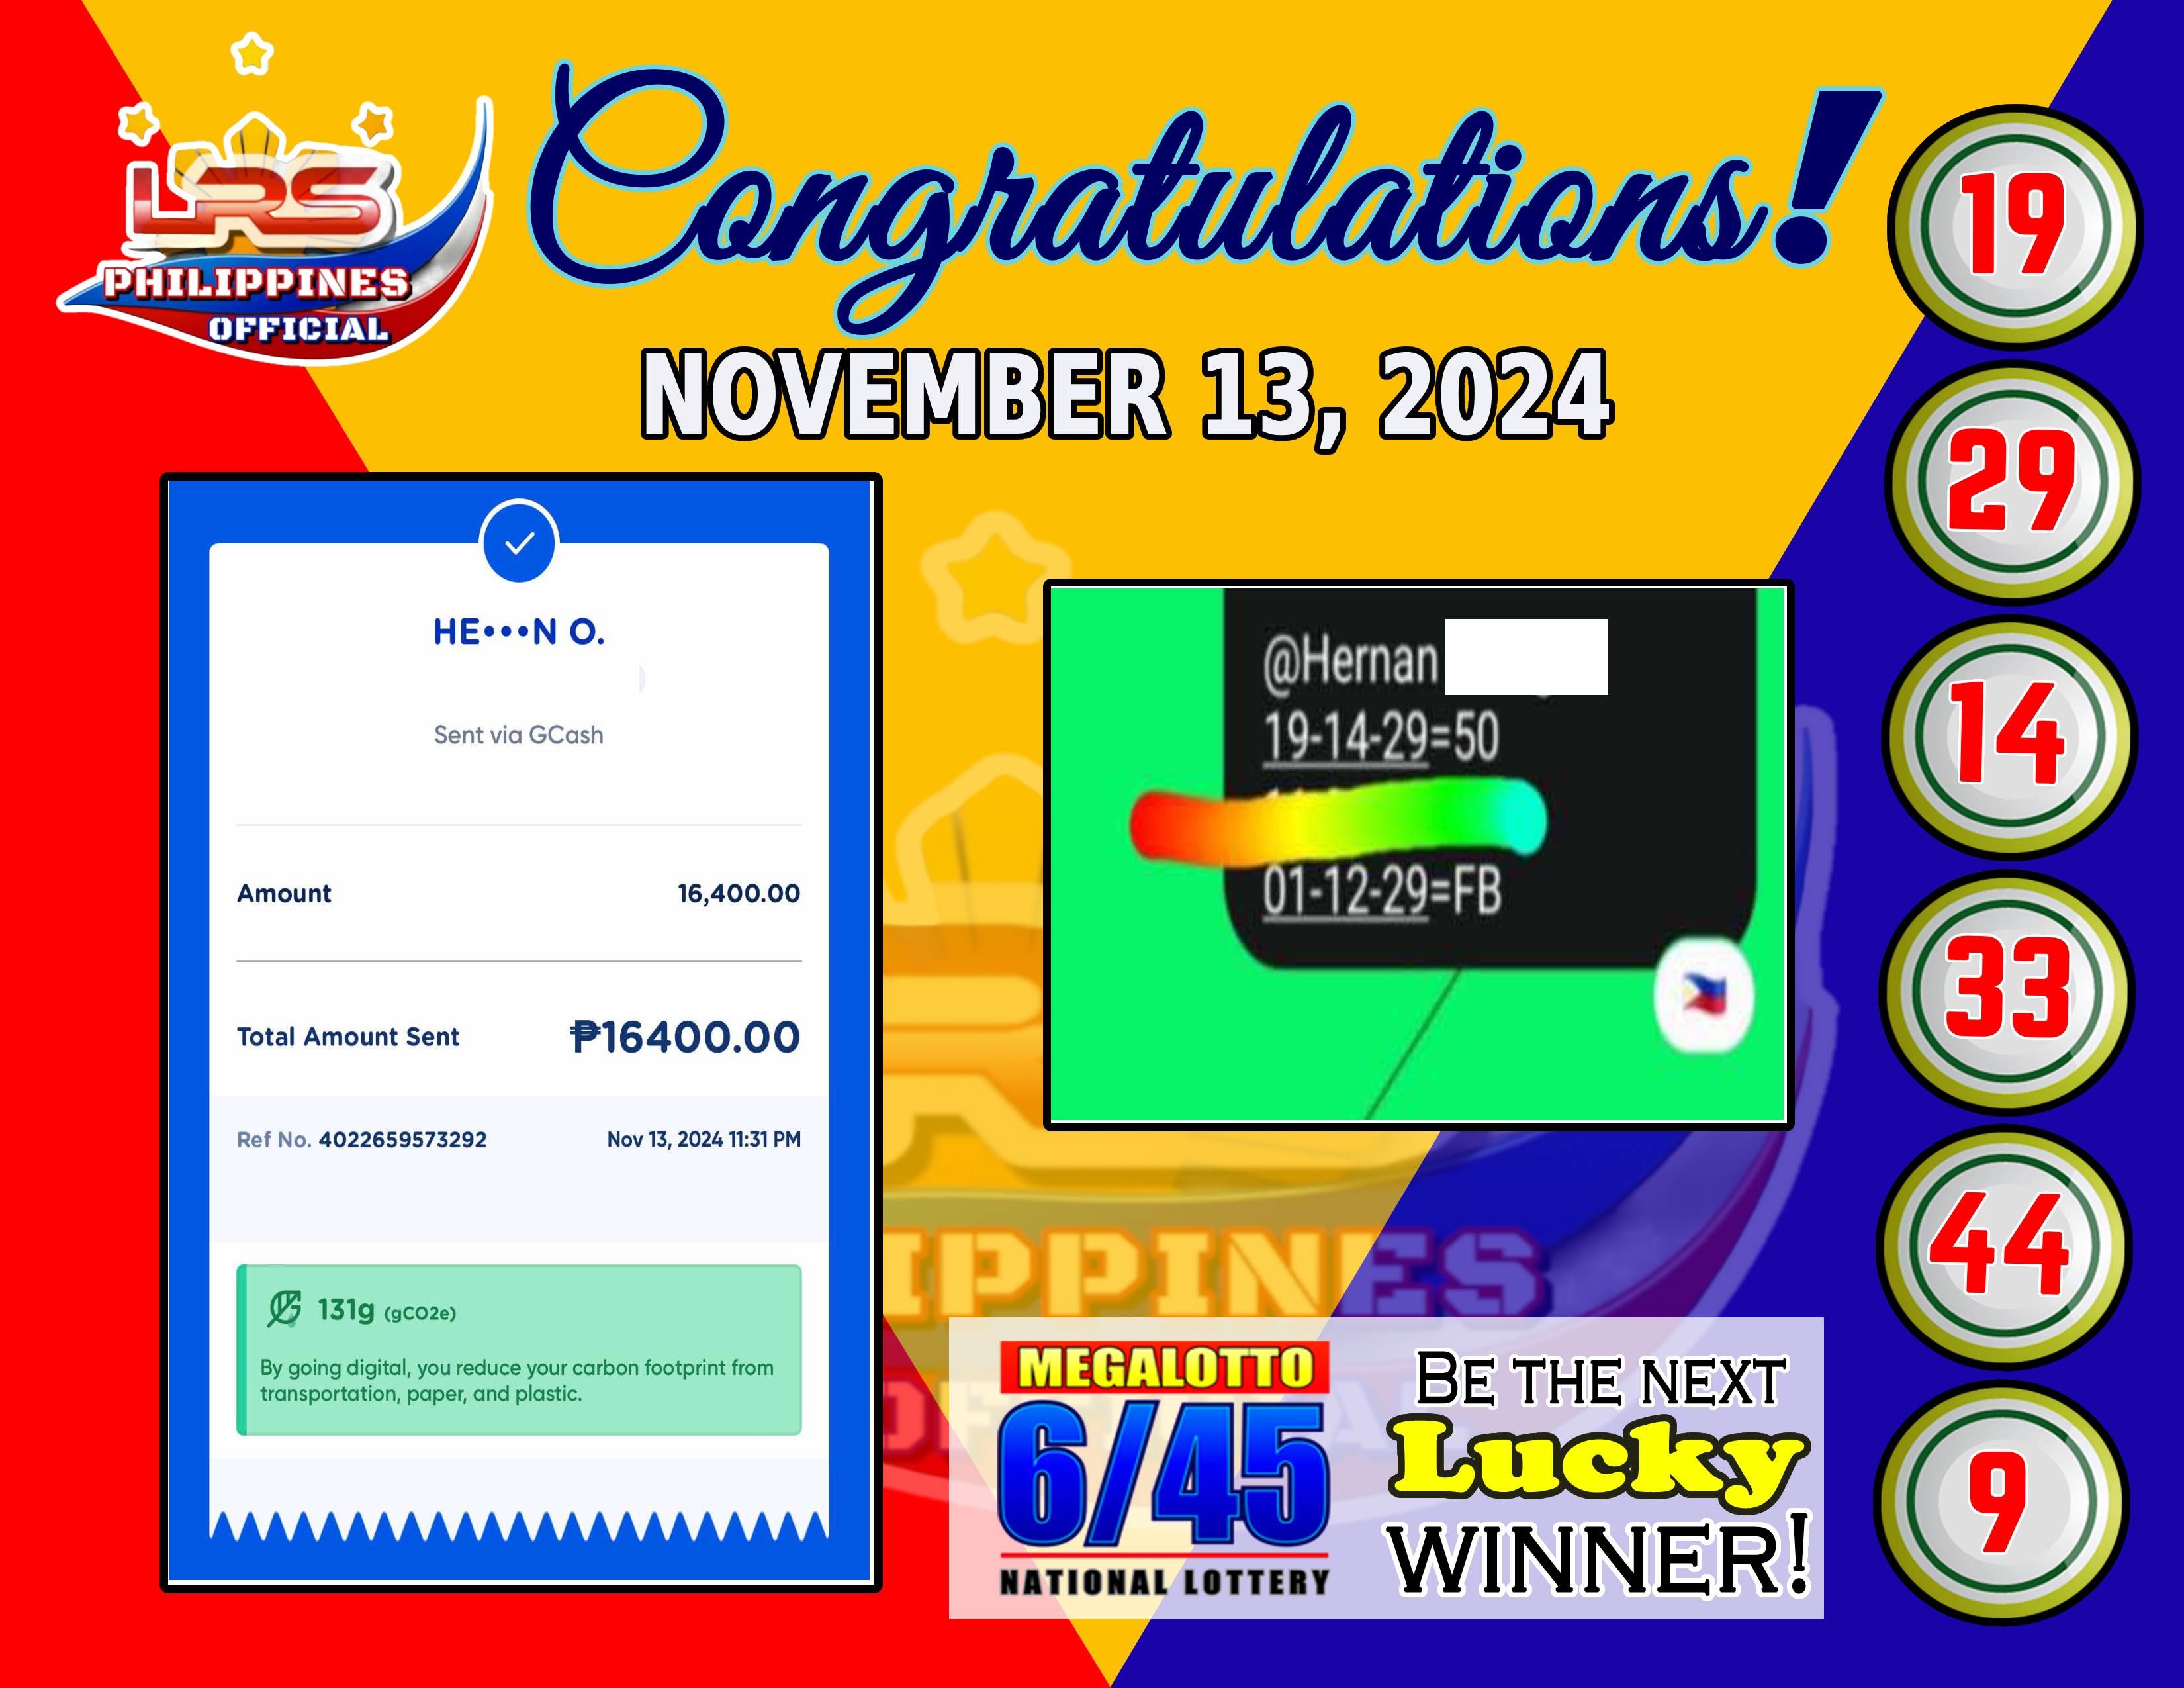 LRS
PHILIPPINES
OFFICIAL
Congratulations!
NOVEMBER 13, 2024
HE•••N O.
Sent via GCash
Amount 16,400.00
Total Amount Sent ₱16400.00
Ref No. 4022659573292 Nov 13, 2024 11:31 PM
131g (gCO2e)
By going digital, you reduce your carbon footprint from
transportation, paper, and plastic.
@Hernan
19-14-29=50
01-12-29=FB
MEGALOTTO
6/45
NATIONAL LOTTERY
BE THE NEXT
Lucky
WINNER!
19
29
14
33
44
9